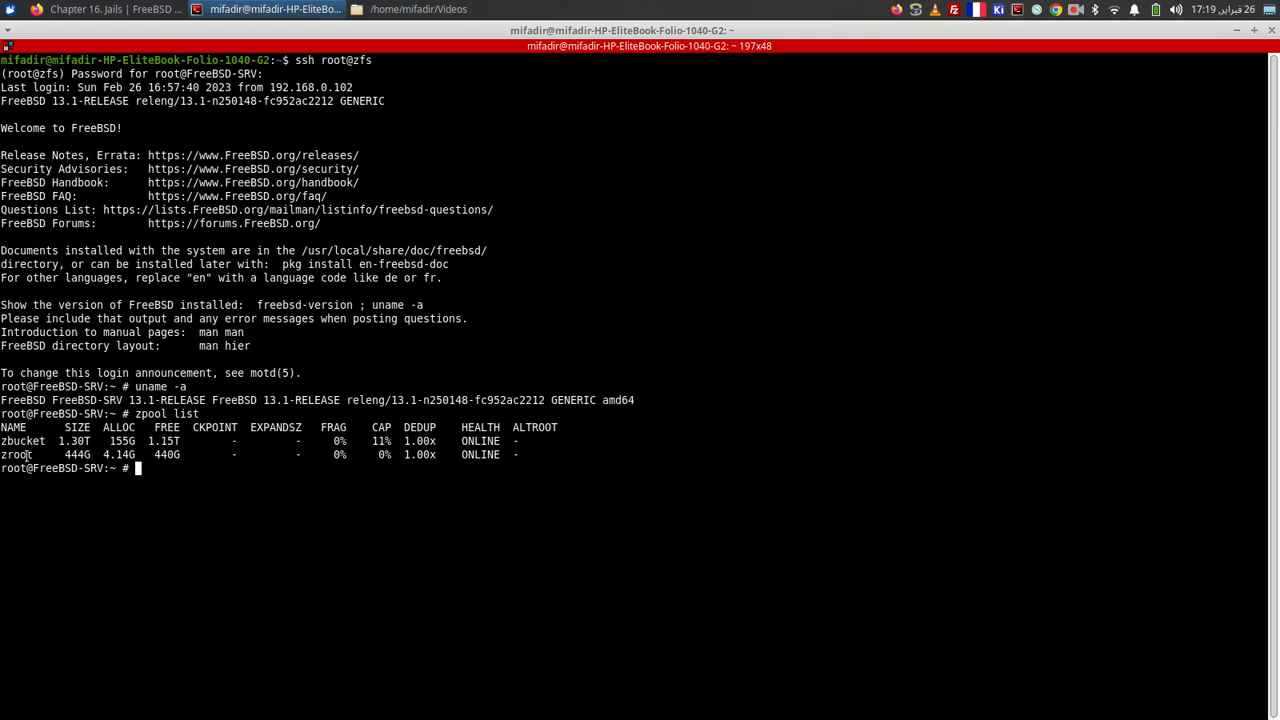 Chapter 16. Jails | FreeBSD ...
mifadir@mifadir-HP-EliteBo...
/home/mifadir/Videos
Ki
17:19 ,فبراير 26
mifadir@mifadir-HP-EliteBook-Folio-1040-G2: ~
mifadir@mifadir-HP-EliteBook-Folio-1040-G2: ~ 197x48
mifadir@mifadir-HP-EliteBook-Folio-1040-G2:~$ ssh root@zfs
(root@zfs) Password for root@FreeBSD-SRV:
Last login: Sun Feb 26 16:57:40 2023 from 192.168.0.102
FreeBSD 13.1-RELEASE releng/13.1-n250148-fc952ac2212 GENERIC
Welcome to FreeBSD!
Release Notes, Errata: https://www.FreeBSD.org/releases/
Security Advisories:   https://www.FreeBSD.org/security/
FreeBSD Handbook:      https://www.FreeBSD.org/handbook/
FreeBSD FAQ:           https://www.FreeBSD.org/faq/
Questions List: https://lists.FreeBSD.org/mailman/listinfo/freebsd-questions/
FreeBSD Forums:        https://forums.FreeBSD.org/
Documents installed with the system are in the /usr/local/share/doc/freebsd/
directory, or can be installed later with:  pkg install en-freebsd-doc
For other languages, replace "en" with a language code like de or fr.
Show the version of FreeBSD installed:  freebsd-version ; uname -a
Please include that output and any error messages when posting questions.
Introduction to manual pages:  man man
FreeBSD directory layout:      man hier
To change this login announcement, see motd(5).
root@FreeBSD-SRV:~ # uname -a
FreeBSD FreeBSD-SRV 13.1-RELEASE FreeBSD 13.1-RELEASE releng/13.1-n250148-fc952ac2212 GENERIC amd64
root@FreeBSD-SRV:~ # zpool list
NAME      SIZE  ALLOC   FREE  CKPOINT  EXPANDSZ   FRAG    CAP  DEDUP    HEALTH  ALTROOT
zbucket  1.30T   155G  1.15T        -         -     0%    11%  1.00x    ONLINE  -
zroot     444G  4.14G   440G        -         -     0%     0%  1.00x    ONLINE  -
root@FreeBSD-SRV:~ #